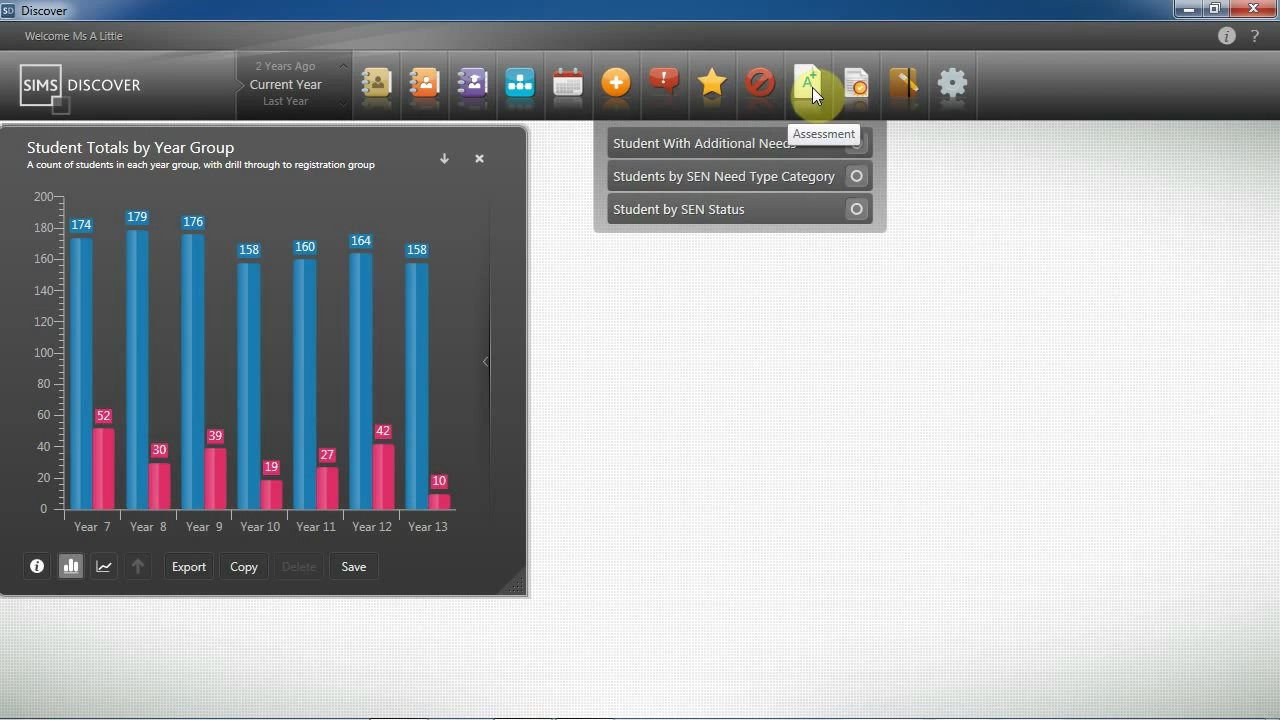 SD Discover
Welcome Ms A Little
i ?
SIMS DISCOVER
2 Years Ago
Current Year
Last Year
A+
Assessment
Student With Additional Needs
Students by SEN Need Type Category
Student by SEN Status
Student Totals by Year Group
A count of students in each year group, with drill through to registration group
200
180
160
140
120
100
80
60
40
20
0
174
179
176
158
160
164
158
52
30
39
19
27
42
10
Year 7 Year 8 Year 9 Year 10 Year 11 Year 12 Year 13
i Export Copy Delete Save